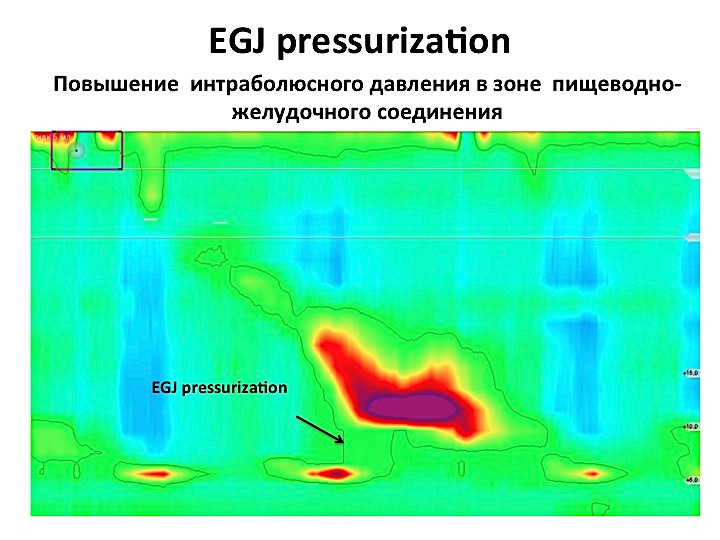 EGJ pressurization
Повышение интраболюсного давления в зоне пищеводно-
желудочного соединения
EGJ pressurization